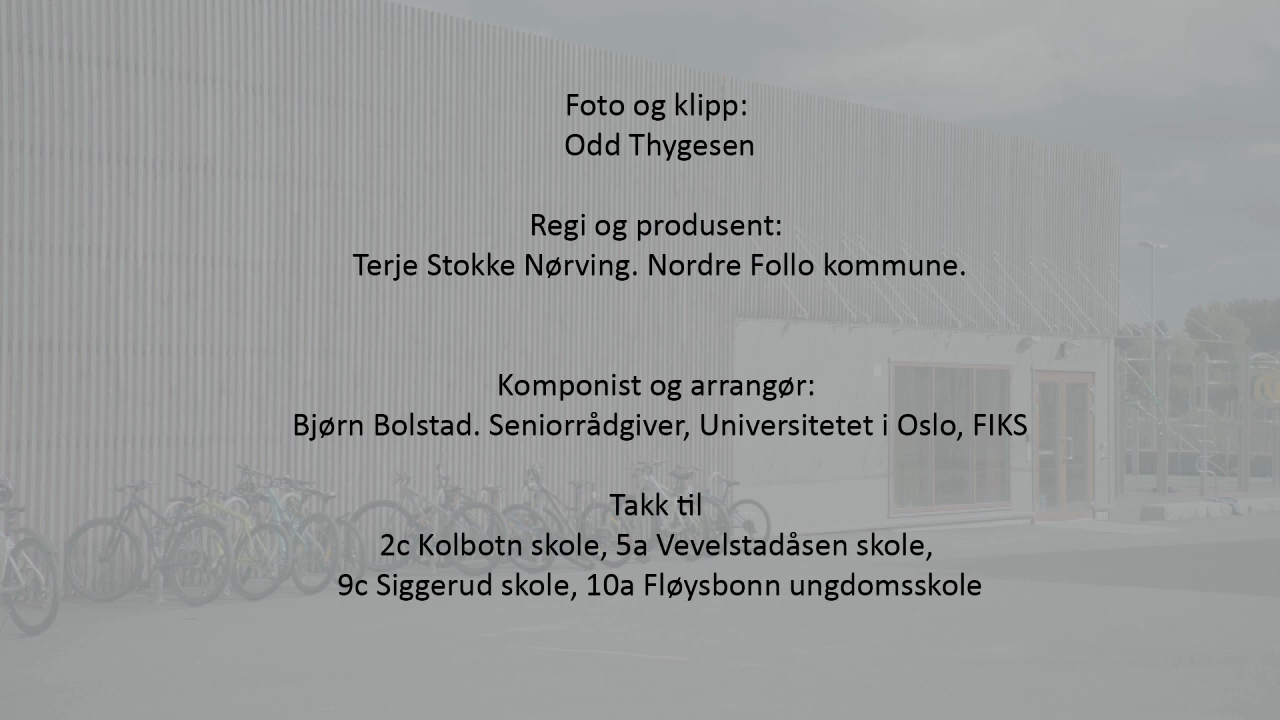 Foto og klipp:
Odd Thygesen
Regi og produsent:
Terje Stokke Nørving. Nordre Follo kommune.
Komponist og arrangør:
Bjørn Bolstad. Seniorrådgiver, Universitetet i Oslo, FIKS
Takk til
2c Kolbotn skole, 5a Vevelstadåsen skole,
9c Siggerud skole, 10a Fløysbonn ungdomsskole